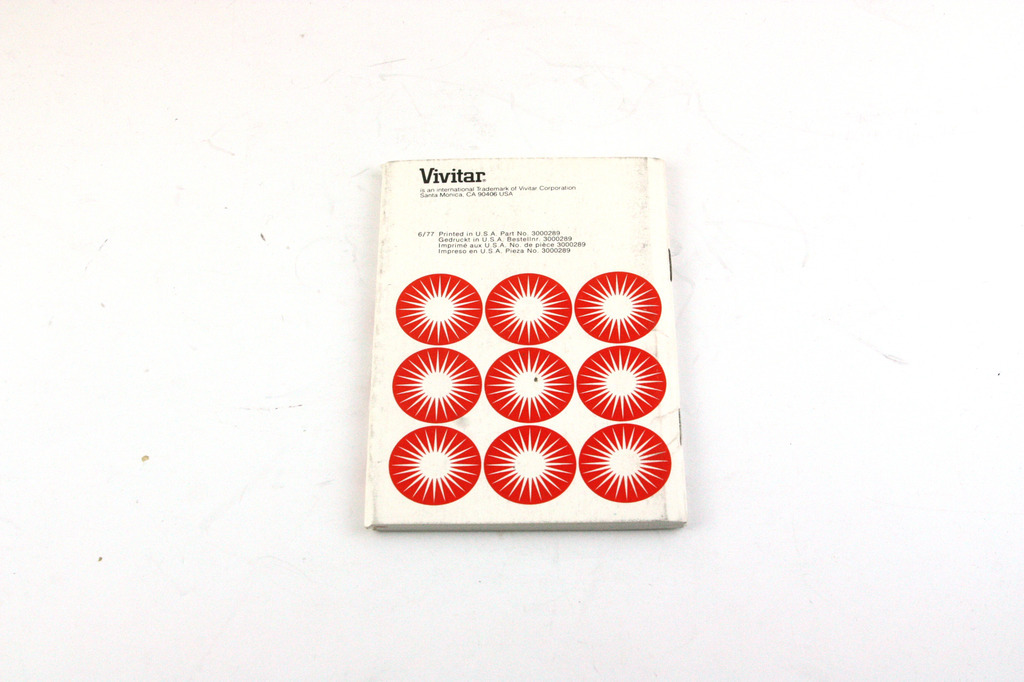 Vivitar®
is an international Trademark of Vivitar Corporation
Santa Monica, CA 90406 USA
6/77 Printed in U.S.A. Part No. 3000289
Gedruckt in U.S.A. Bestellnr. 3000289
Imprimé aux U.S.A. No. de pièce 3000289
Impreso en U.S.A. Pieza No. 3000289